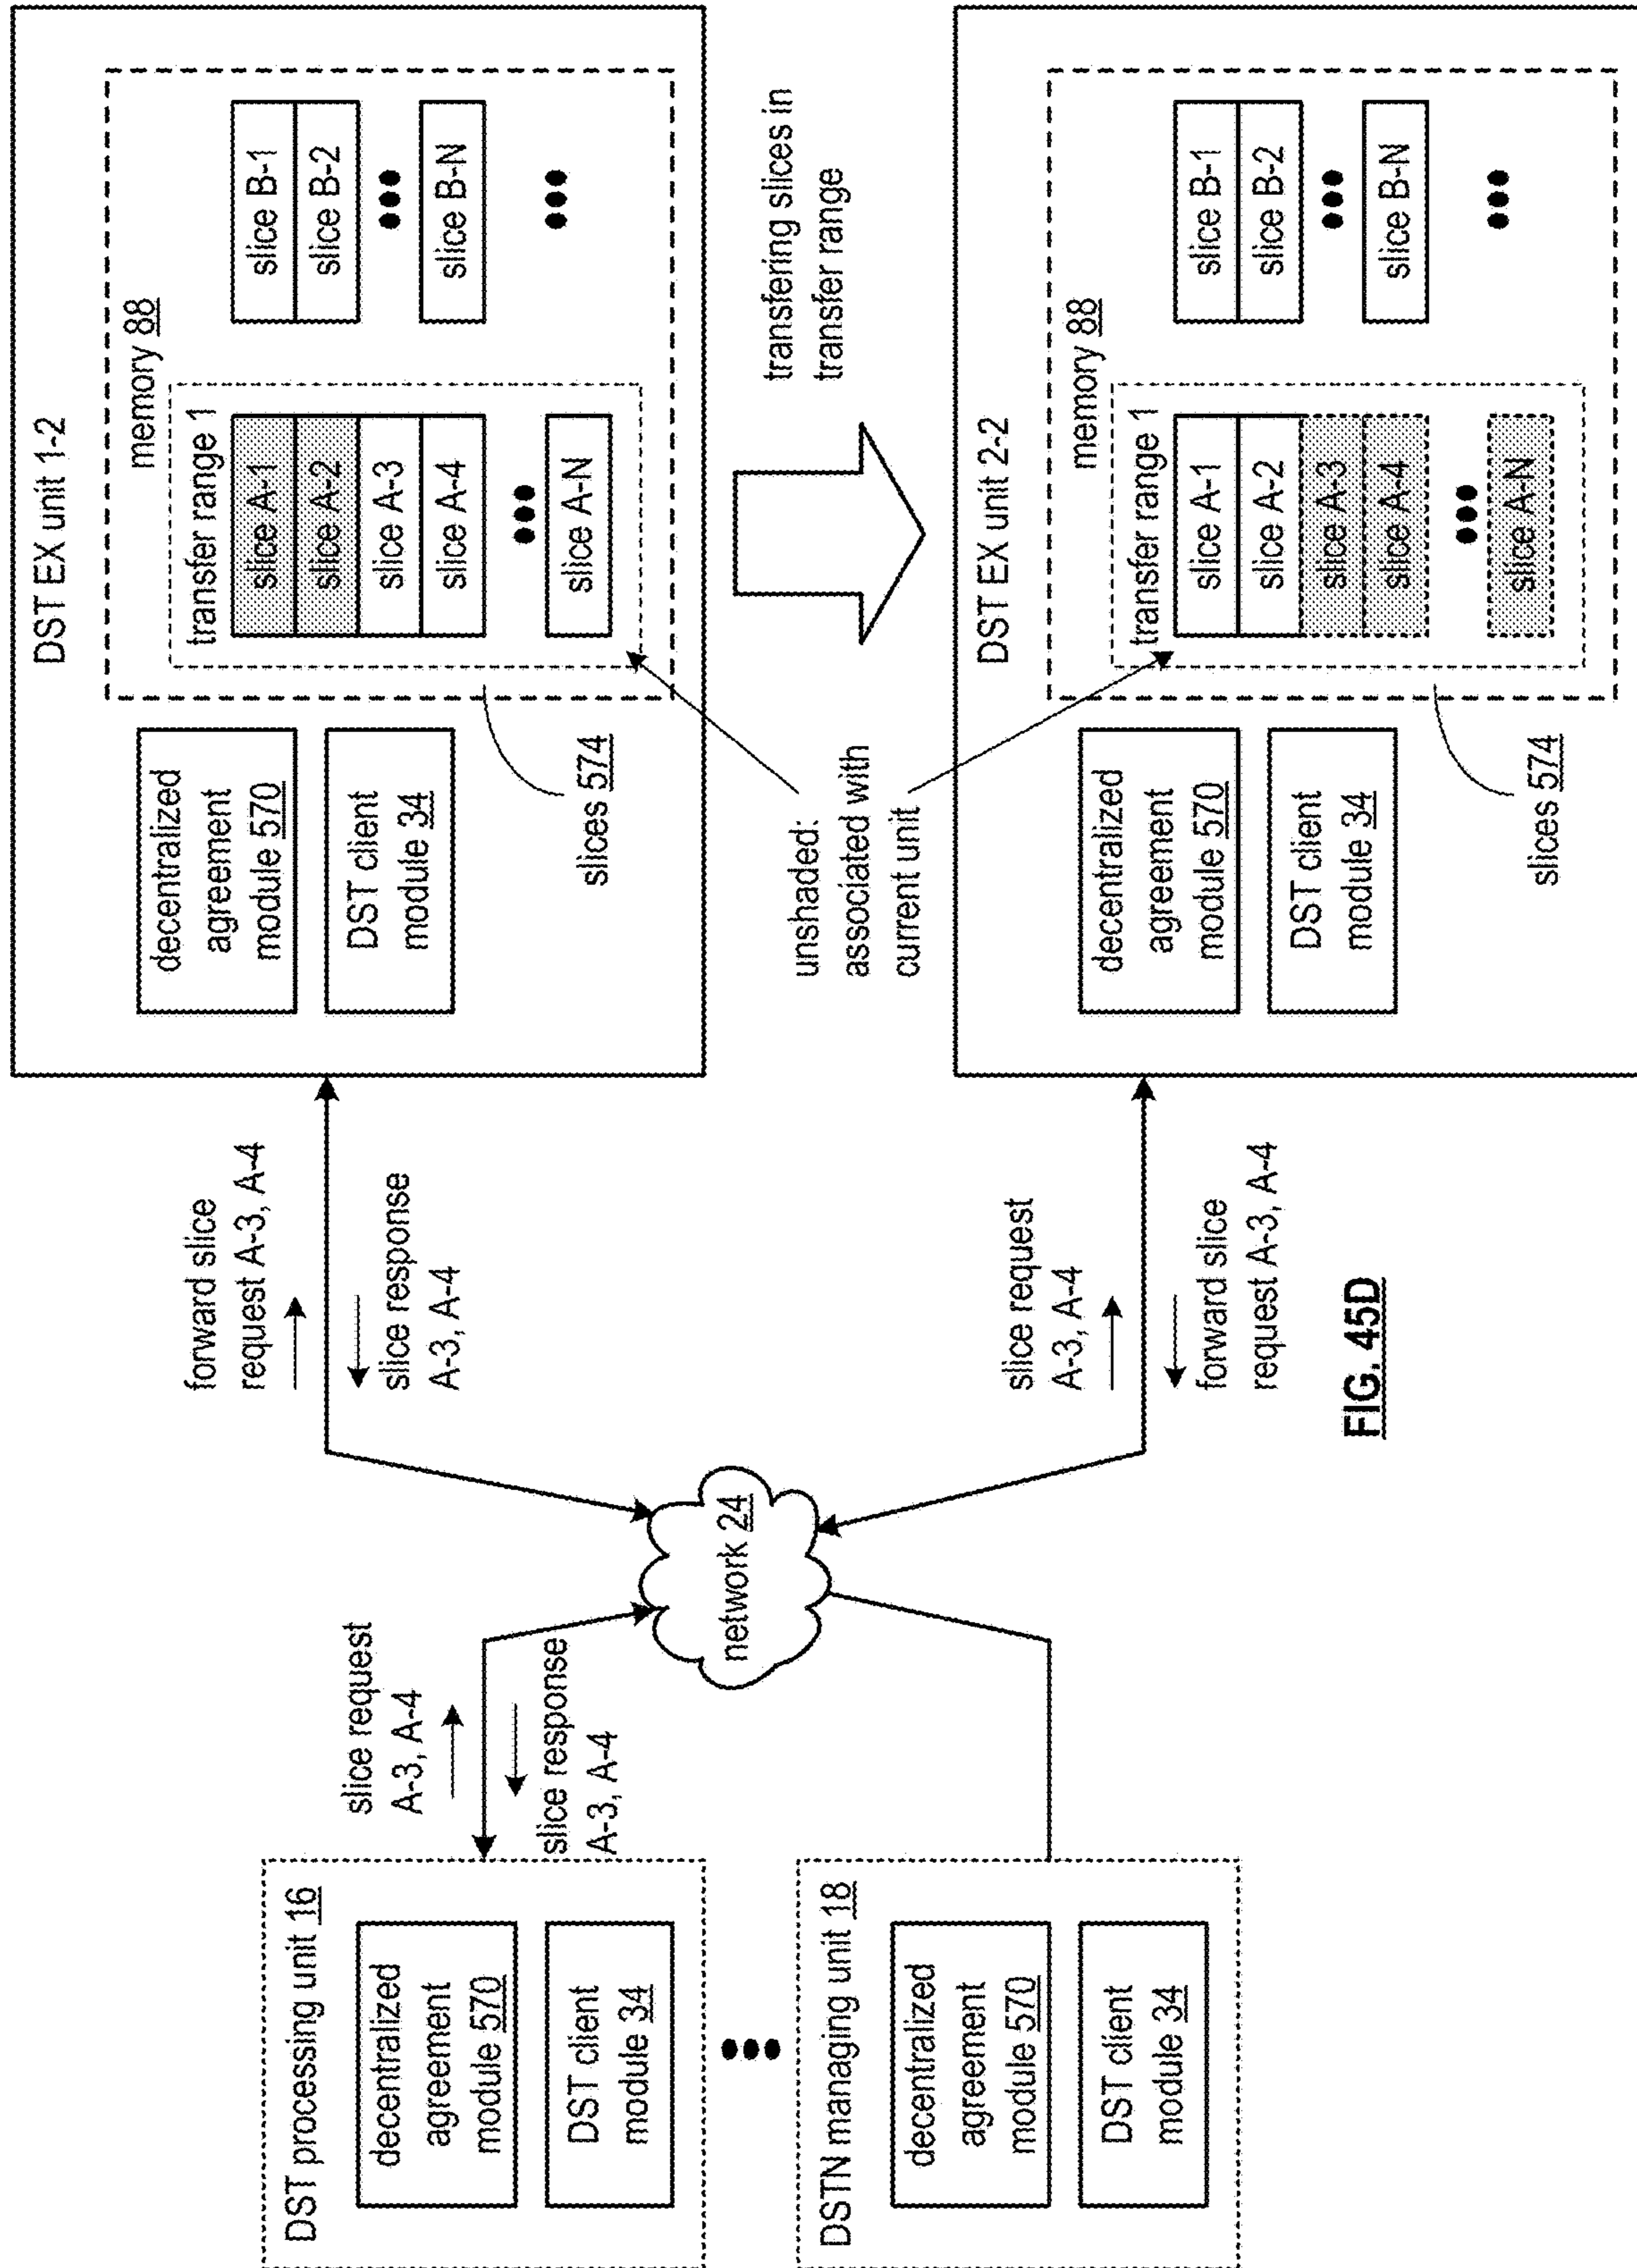 DST processing unit 16
decentralized
agreement
module 570
DST client
module 34
DSTN managing unit 18
decentralized
agreement
module 570
DST client
module 34
slice request
A-3, A-4
slice response
A-3, A-4
network 24
forward slice
request A-3, A-4
slice response
A-3, A-4
slice request
A-3, A-4
forward slice
request A-3, A-4
DST EX unit 1-2
decentralized
agreement
module 570
DST client
module 34
memory 88
transfer range 1
slice A-1
slice A-2
slice A-3
slice A-4
slice A-N
slice B-1
slice B-2
slice B-N
slices 574
unshaded:
associated with
current unit
transfering slices in
transfer range
DST EX unit 2-2
decentralized
agreement
module 570
DST client
module 34
memory 88
transfer range 1
slice A-1
slice A-2
slice A-3
slice A-4
slice A-N
slice B-1
slice B-2
slice B-N
slices 574
FIG. 45D